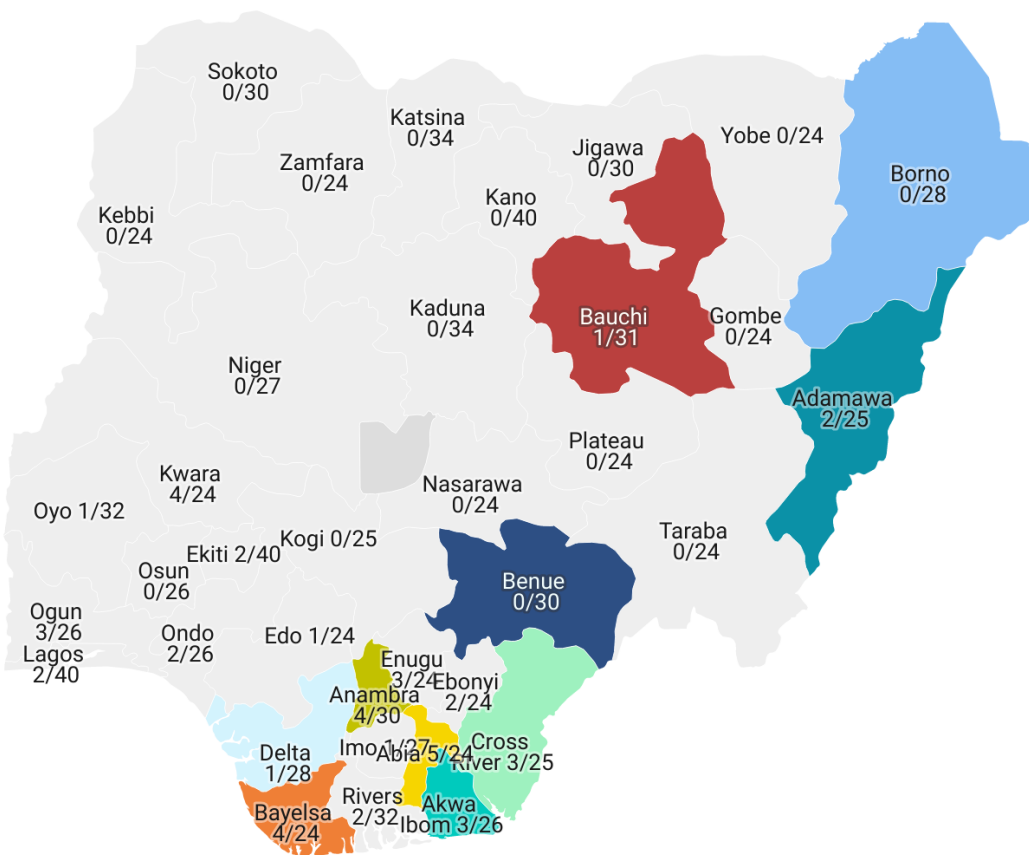 Sokoto
0/30
Katsina
0/34
Yobe 0/24
Jigawa
0/30
Zamfara
0/24
Borno
0/28
Kano
0/40
Kebbi
0/24
Kaduna
0/34
Bauchi
1/31
Gombe
0/24
Niger
0/27
Adamawa
2/25
Plateau
0/24
Kwara
4/24
Nasarawa
0/24
Oyo 1/32
Kogi 0/25
Taraba
0/24
Ekiti 2/40
Osun
0/26
Benue
0/30
Ogun
3/26
Lagos
2/40
Ondo
2/26
Edo 1/24
Enugu
3/24
Ebonyi
2/24
Anambra
4/30
Imo 1/27
Abia 5/24
Cross
River 3/25
Delta
1/28
Rivers
2/32
Akwa
Ibom 3/26
Bayelsa
4/24